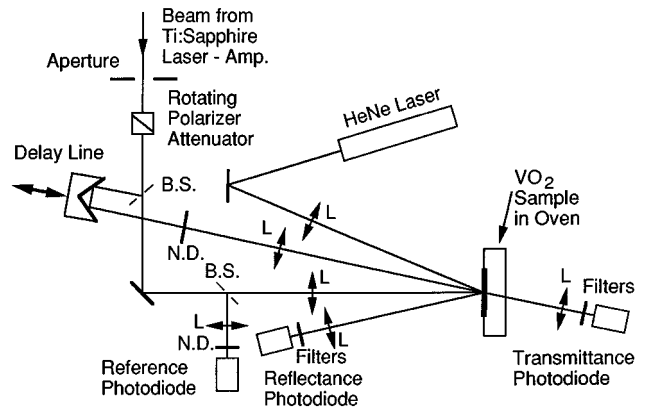 Beam from
Ti:Sapphire
Laser - Amp.
Aperture
Rotating
Polarizer
Attenuator
HeNe Laser
Delay Line
B.S.
VO2
Sample
in Oven
L
L
N.D.
B.S.
L
L
Filters
L
N.D.
L
Filters
Reference
Photodiode
Reflectance
Photodiode
Transmittance
Photodiode